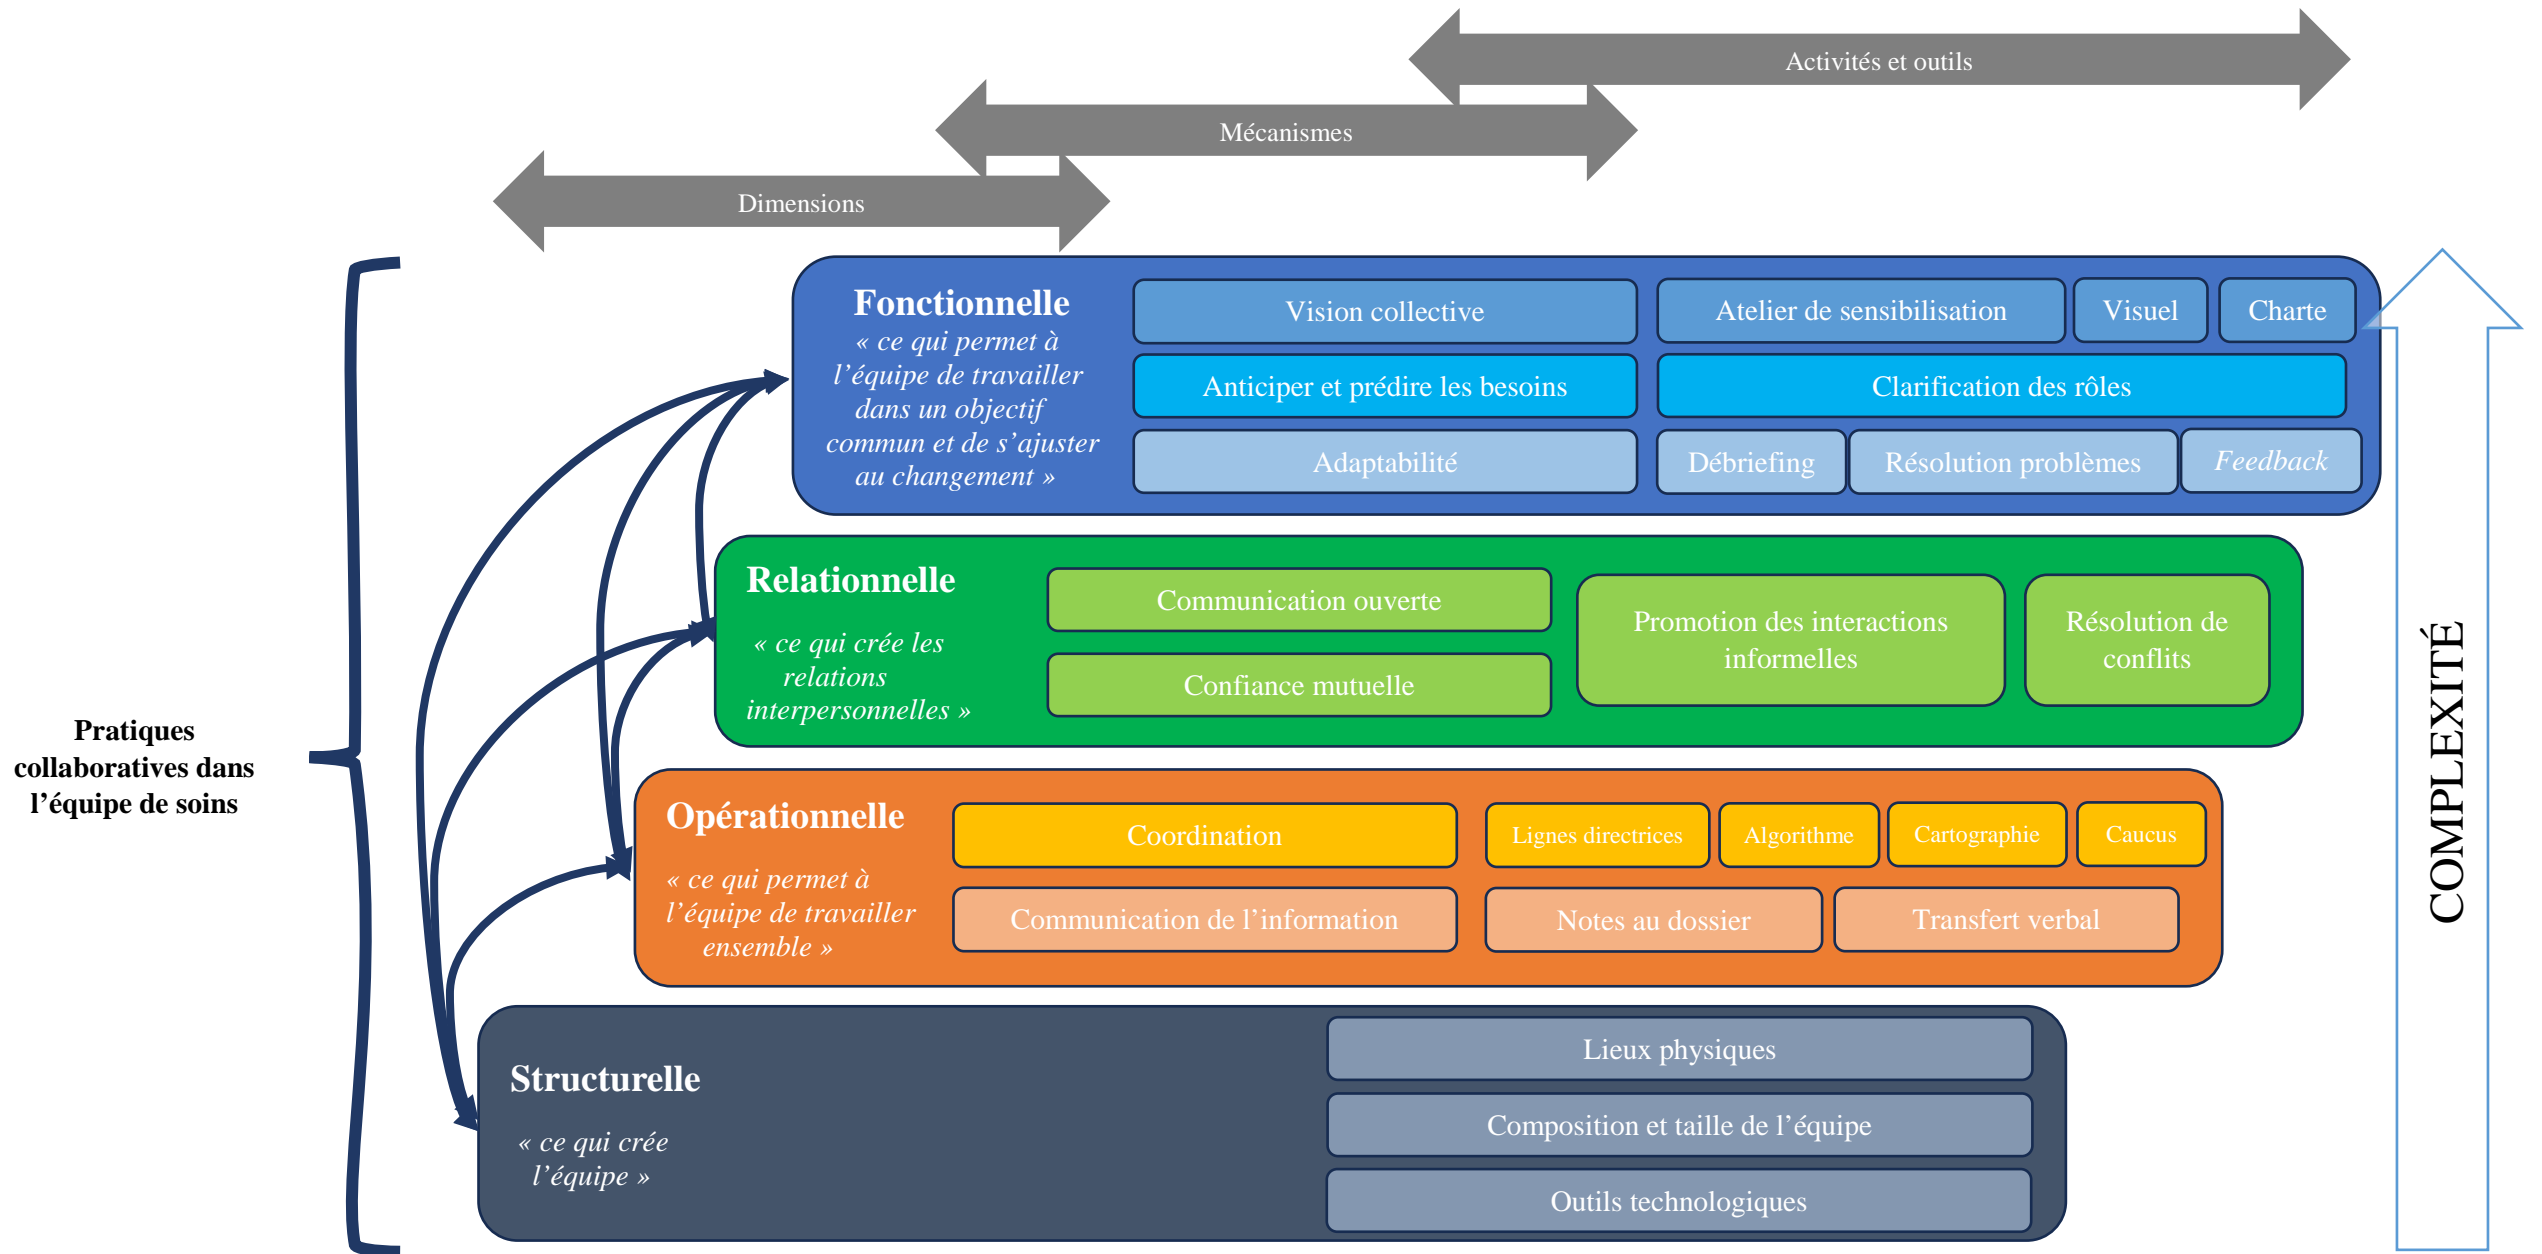 Activités et outils
Mécanismes
Dimensions
Fonctionnelle
« ce qui permet à
l’équipe de travailler
dans un objectif
commun et de s’ajuster
au changement »
Vision collective
Atelier de sensibilisation
Visuel
Charte
Anticiper et prédire les besoins
Clarification des rôles
Adaptabilité
Débriefing
Résolution problèmes
Feedback
Relationnelle
« ce qui crée les
relations
interpersonnelles »
Communication ouverte
Confiance mutuelle
Promotion des interactions
informelles
Résolution de
conflits
Pratiques
collaboratives dans
l’équipe de soins
Opérationnelle
« ce qui permet à
l’équipe de travailler
ensemble »
Coordination
Lignes directrices
Algorithme
Cartographie
Caucus
Communication de l’information
Notes au dossier
Transfert verbal
Structurelle
« ce qui crée
l’équipe »
Lieux physiques
Composition et taille de l’équipe
Outils technologiques
COMPLEXITÉ